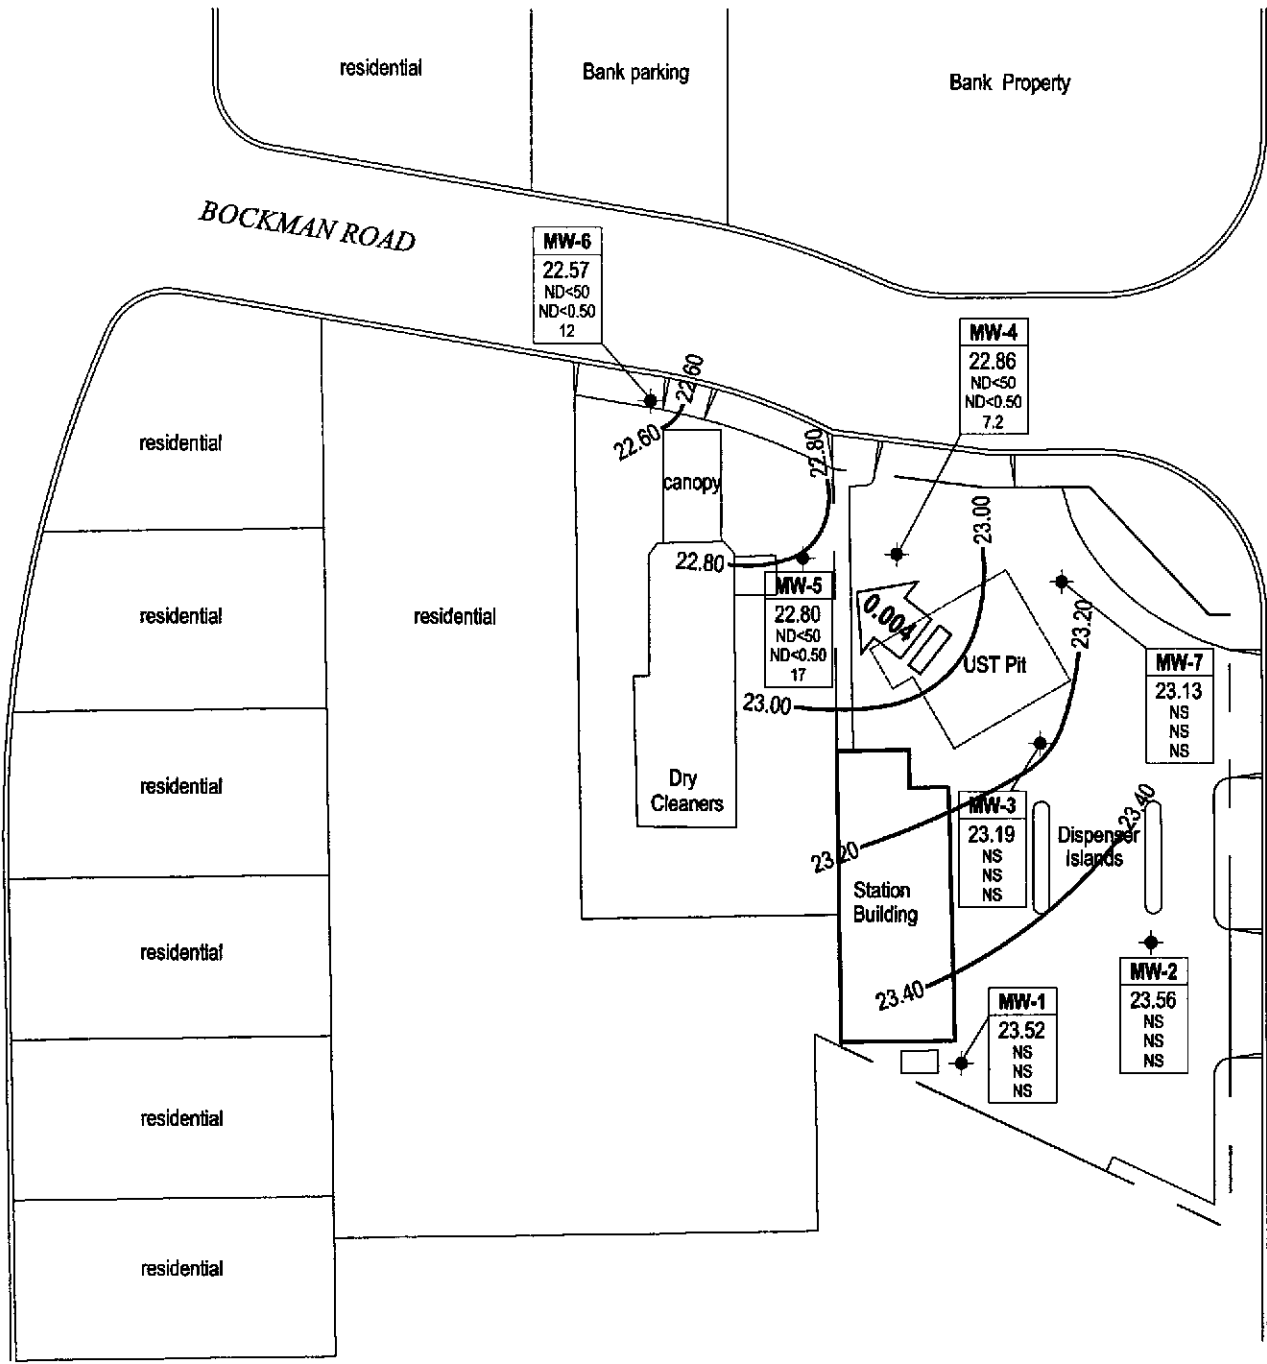 residential
Bank parking
Bank Property
BOCKMAN ROAD
MW-6
22.57
ND<50
ND<0.50
12
MW-4
22.86
ND<50
ND<0.50
7.2
22.60
22.60
22.80
residential
canopy
23.00
22.80
MW-5
22.80
ND<50
ND<0.50
17
0.004
residential
residential
23.20
UST Pit
MW-7
23.13
NS
NS
NS
23.00
residential
Dry
Cleaners
MW-3
23.19
NS
NS
NS
23.40
Dispenser
Islands
23.20
Station
Building
residential
23.40
MW-2
23.56
NS
NS
NS
MW-1
23.52
NS
NS
NS
residential
residential